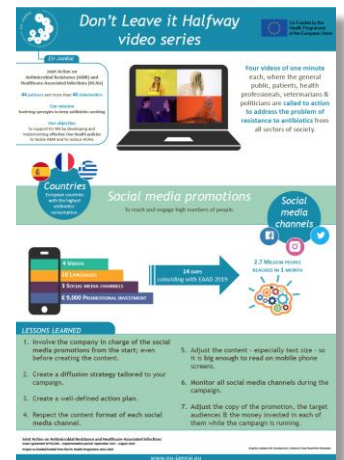 Don't Leave it Halfway
video series
Co-Funded by the
Health Programme
of the European Union
EU-JAMRAI
Joint Action on
Antimicrobial Resistance (AMR) and
Healthcare-Associated Infections (HCAI)
44 partners and more than 40 stakeholders
Our mission
Fostering synergies to keep antibiotics working
Our objective
To support EU MS by developing and
implementing effective One Health policies
to tackle AMR and to reduce HCAI
Four videos of one minute
each, where the general
public, patients, health
professionals, veterinarians &
politicians are called to action
to address the problem of
resistance to antibiotics from
all sectors of society.
Countries
European countries
with the highest
antibiotics
consumption
Social media promotions
To reach and engage high numbers of people
Social
media
channels
4 VIDEOS
18 LANGUAGES
3 SOCIAL MEDIA CHANNELS
€ 9,000 PROMOTIONAL INVESTMENT
14 DAYS
coinciding with EAAD 2019
2.7 MILLION PEOPLE
REACHED IN 1 MONTH
LESSONS LEARNED
1. Involve the company in charge of the social
media promotions from the start; even
before creating the content.
2. Create a diffusion strategy tailored to your
campaign.
3. Create a well-defined action plan.
4. Respect the content format of each social
media channel.
5. Adjust the content - especially text size - so
it is big enough to read on mobile phone
screens.
6. Monitor all social media channels during the
campaign.
7. Adjust the copy of the promotion, the target
audiences & the money invested in each of
them while the campaign is running.
Joint Action on Antimicrobial Resistance and Healthcare-Associated Infections
www.eu-jamrai.eu